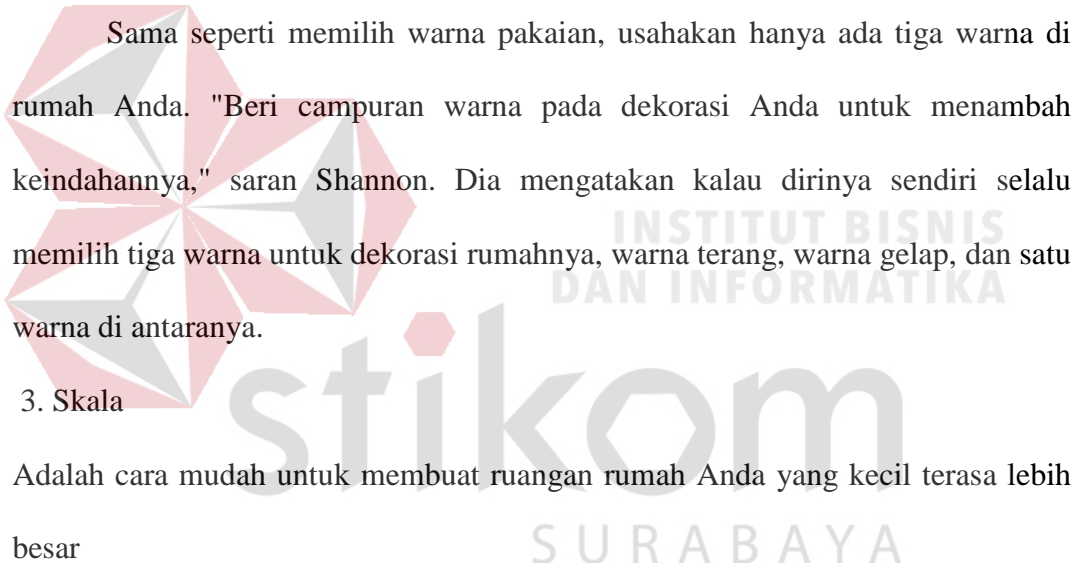 Sama seperti memilih warna pakaian, usahakan hanya ada tiga warna di
rumah Anda. "Beri campuran warna pada dekorasi Anda untuk menambah
keindahannya," saran Shannon. Dia mengatakan kalau dirinya sendiri selalu
INSTITUT BISNIS
memilih tiga warna untuk dekorasi rumahnya, warna terang, warna gelap, dan satu
DAN INFORMATIKA
warna di antaranya.
stikom
3. Skala
Adalah cara mudah untuk membuat ruangan rumah Anda yang kecil terasa lebih
besar
SURABAYA